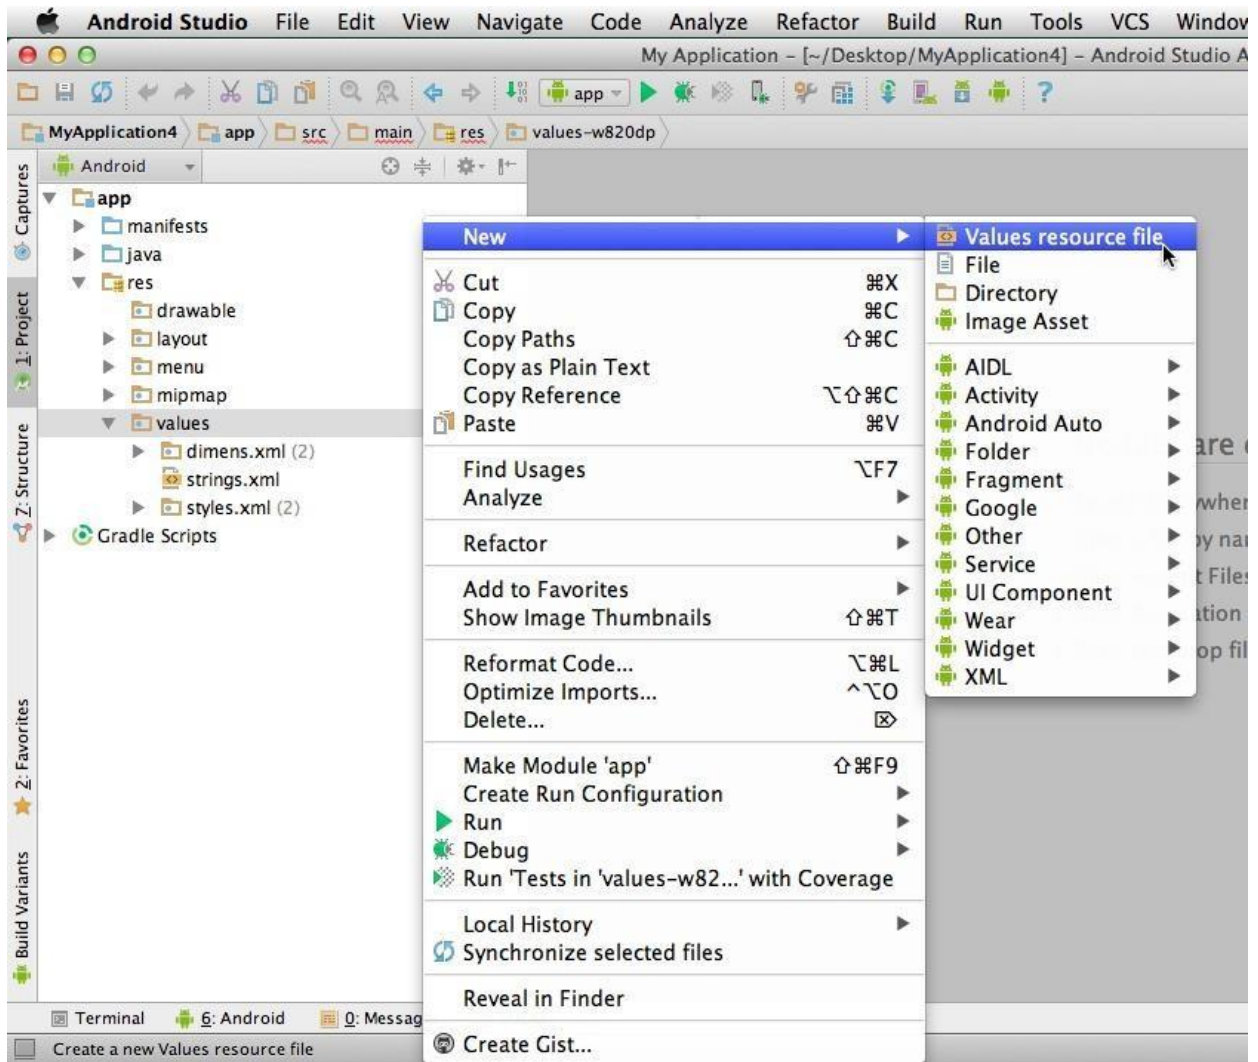 Android Studio File Edit View Navigate Code Analyze Refactor Build Run Tools VCS Window
My Application – [~/Desktop/MyApplication4] – Android Studio A
app
MyApplication4 app src main res values-w820dp
Captures
1: Project
Z: Structure
2: Favorites
Build Variants
Android
app
manifests
java
res
drawable
layout
menu
mipmap
values
dimens.xml (2)
strings.xml
styles.xml (2)
Gradle Scripts
New
Cut ⌘X
Copy ⌘C
Copy Paths ⇧⌘C
Copy as Plain Text
Copy Reference ⌥⇧⌘C
Paste ⌘V
Find Usages ⌥F7
Analyze
Refactor
Add to Favorites
Show Image Thumbnails ⇧⌘T
Reformat Code... ⌥⌘L
Optimize Imports... ^⌥O
Delete... ⌦
Make Module 'app' ⇧⌘F9
Create Run Configuration
Run
Debug
Run 'Tests in 'values-w82...' with Coverage
Local History
Synchronize selected files
Reveal in Finder
Create Gist...
Values resource file
File
Directory
Image Asset
AIDL
Activity
Android Auto
Folder
Fragment
Google
Other
Service
UI Component
Wear
Widget
XML
are
Files
Terminal 6: Android 0: Messag
Create a new Values resource file